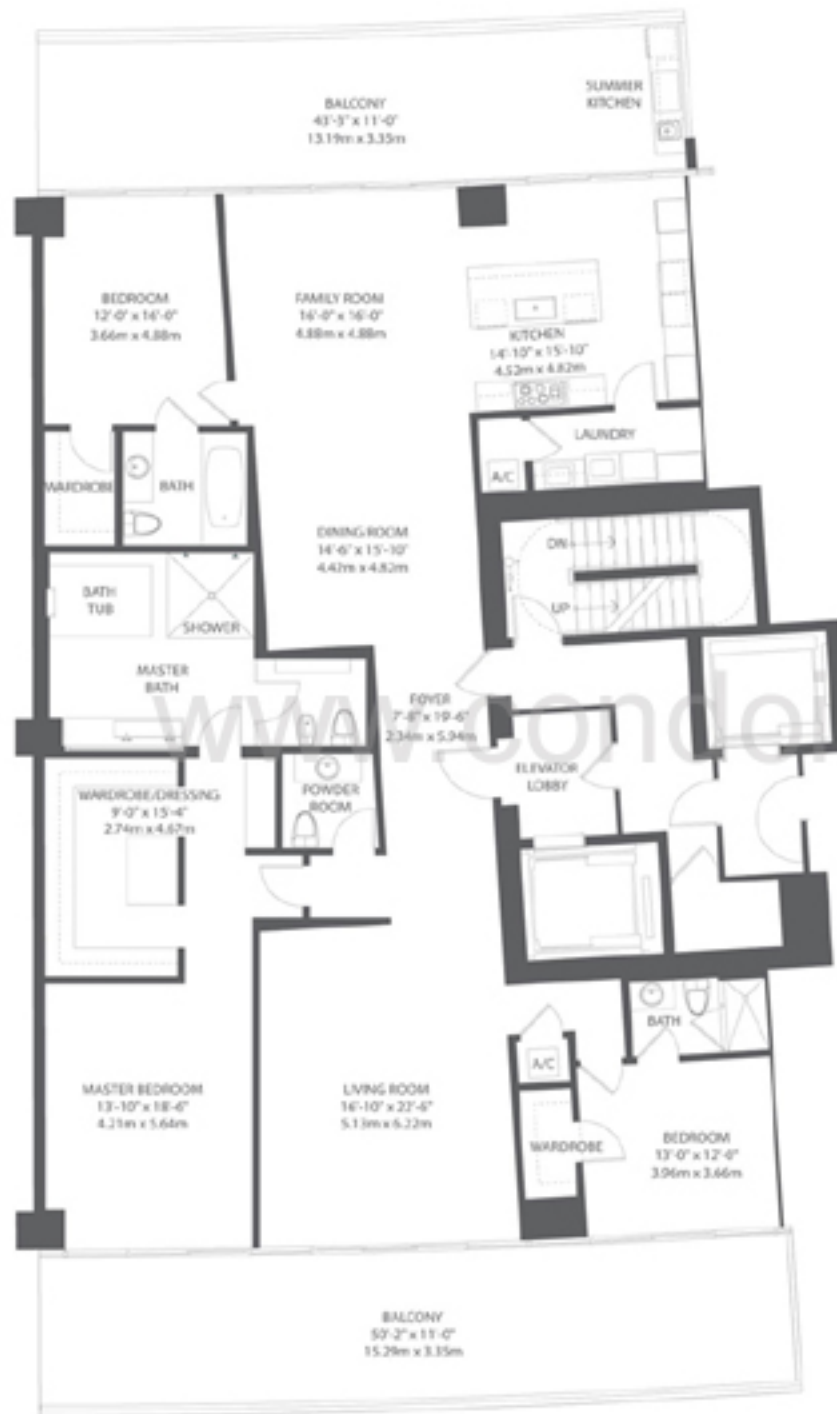 SUMMER
KITCHEN
BALCONY
43'-3" x 11'-0"
13.19m x 3.35m
BEDROOM
12'-0" x 16'-0"
3.66m x 4.88m
FAMILY ROOM
16'-0" x 16'-0"
4.88m x 4.88m
KITCHEN
14'-10" x 15'-10"
4.52m x 4.82m
LAUNDRY
A/C
WARDROBE
BATH
DINING ROOM
14'-6" x 15'-10"
4.42m x 4.82m
DN
UP
BATH
TUB
SHOWER
MASTER
BATH
FOYER
7'-8" x 19'-6"
2.34m x 5.94m
www.condor
ELEVATOR
LOBBY
POWDER
ROOM
WARDROBE/DRESSING
9'-0" x 15'-4"
2.74m x 4.67m
BATH
A/C
MASTER BEDROOM
13'-10" x 18'-6"
4.21m x 5.64m
LIVING ROOM
16'-10" x 22'-6"
5.13m x 6.22m
WARDROBE
BEDROOM
13'-0" x 12'-0"
3.96m x 3.66m
BALCONY
50'-2" x 11'-0"
15.29m x 3.35m